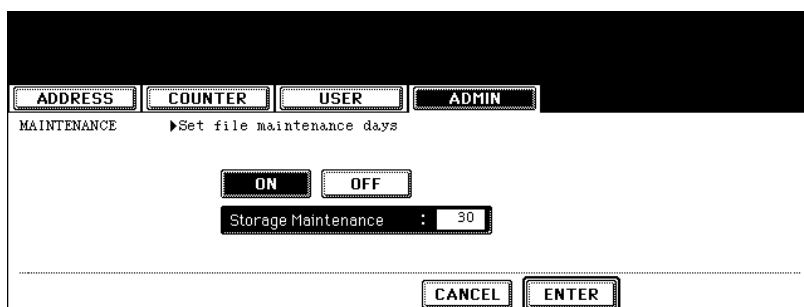 ADDRESS COUNTER USER ADMIN
MAINTENANCE ▶Set file maintenance days
ON OFF
Storage Maintenance : 30
CANCEL ENTER